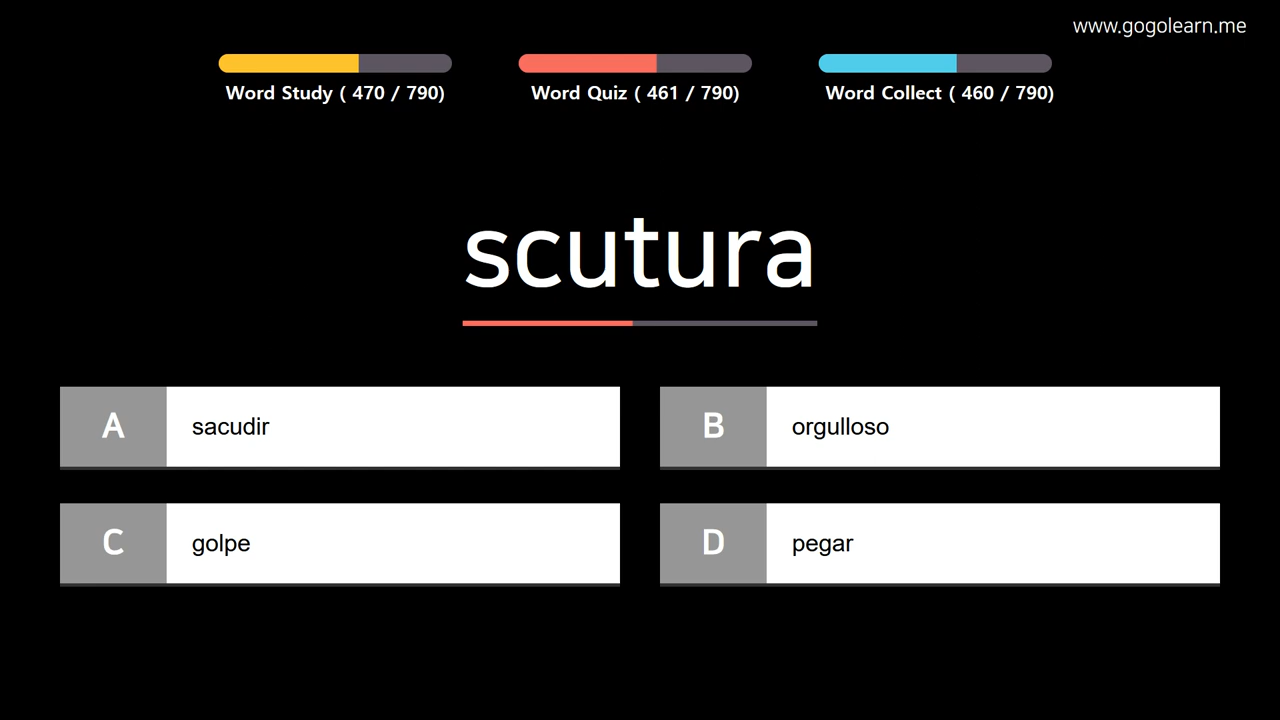 www.gogolearn.me
Word Study ( 470 / 790)
Word Quiz ( 461 / 790)
Word Collect ( 460 / 790)
scutura
A sacudir
B orgulloso
C golpe
D pegar